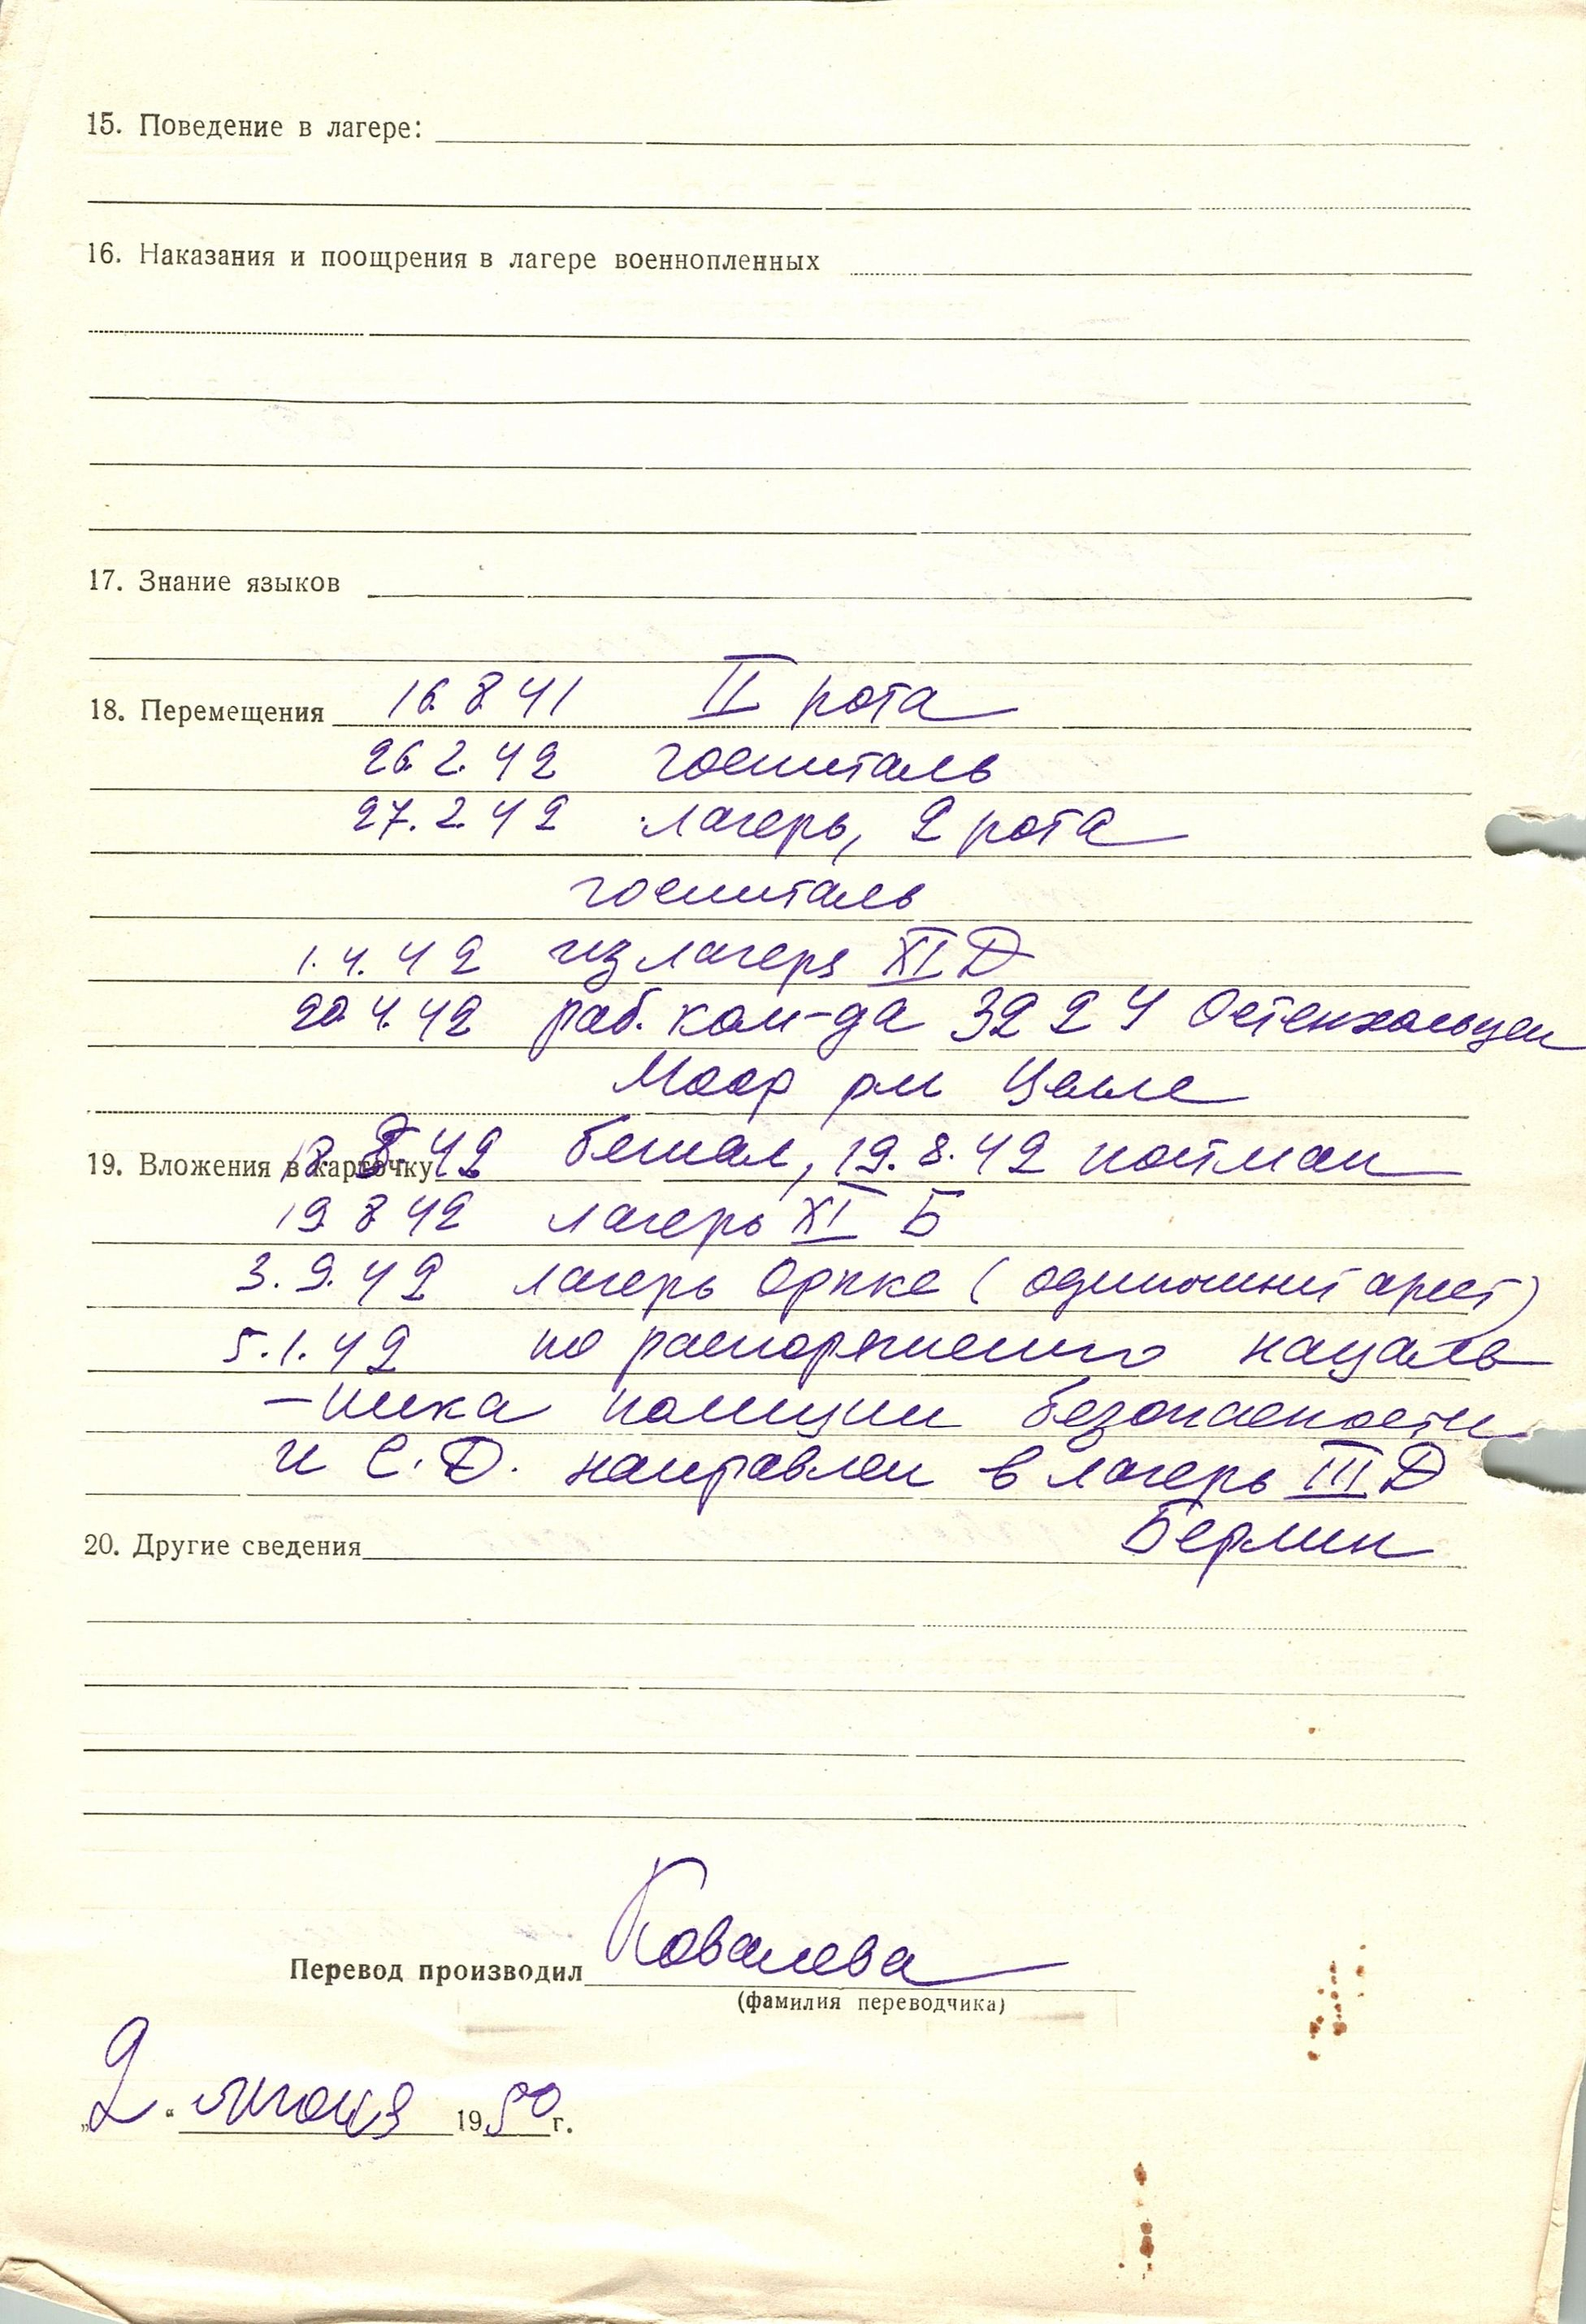 15. Поведение в лагере:
16. Наказания и поощрения в лагере военнопленных
17. Знание языков
18. Перемещения 16.8.41 II рота
26.2.42 госпиталь
27.2.42 лагерь, 2 рота
госпиталь
1.4.42 из лагеря XI Д
20.4.42 раб. ком-да 3224 Остенхольцен
Моор рм Целле
19. Вложения в карточку 18.8.42 бежал, 19.8.42 пойман
19 8 42 лагерь XI Б
3.9.42 лагерь Орпке (одиночный арест)
5.1.42 по распоряжению началь
-ника полиции безопасности
и С.Д. направлен в лагерь III Д
20. Другие сведения Берлин
Перевод производил Ковалева
(фамилия переводчика)
„2“ июня 1950 г.